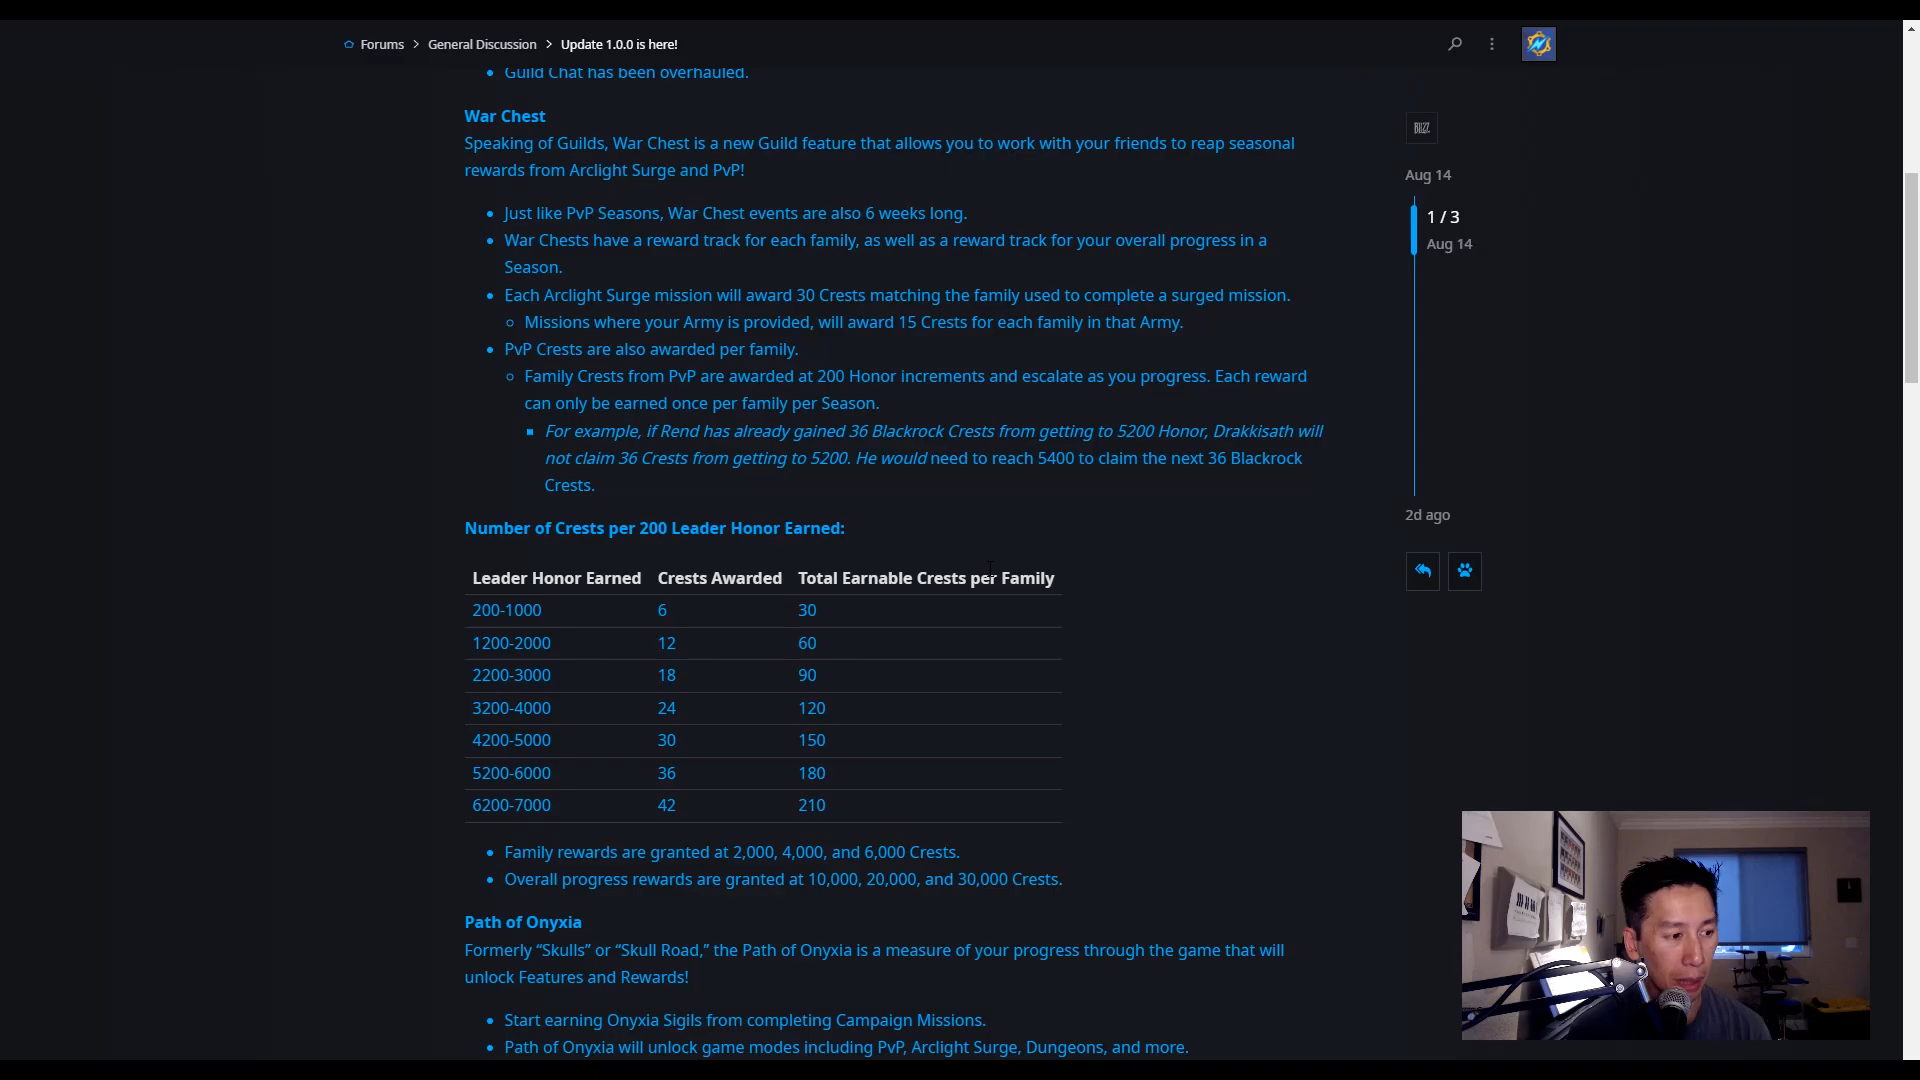 Forums > General Discussion > Update 1.0.0 is here!
Guild Chat has been overhauled.
War Chest
Speaking of Guilds, War Chest is a new Guild feature that allows you to work with your friends to reap seasonal
rewards from Arclight Surge and PvP!
Just like PvP Seasons, War Chest events are also 6 weeks long.
War Chests have a reward track for each family, as well as a reward track for your overall progress in a
Season.
Each Arclight Surge mission will award 30 Crests matching the family used to complete a surged mission.
Missions where your Army is provided, will award 15 Crests for each family in that Army.
PvP Crests are also awarded per family.
Family Crests from PvP are awarded at 200 Honor increments and escalate as you progress. Each reward
can only be earned once per family per Season.
For example, if Rend has already gained 36 Blackrock Crests from getting to 5200 Honor, Drakkisath will
not claim 36 Crests from getting to 5200. He would need to reach 5400 to claim the next 36 Blackrock
Crests.
Number of Crests per 200 Leader Honor Earned:
Leader Honor Earned Crests Awarded Total Earnable Crests per Family
200-1000 6 30
1200-2000 12 60
2200-3000 18 90
3200-4000 24 120
4200-5000 30 150
5200-6000 36 180
6200-7000 42 210
Family rewards are granted at 2,000, 4,000, and 6,000 Crests.
Overall progress rewards are granted at 10,000, 20,000, and 30,000 Crests.
Path of Onyxia
Formerly “Skulls” or “Skull Road,” the Path of Onyxia is a measure of your progress through the game that will
unlock Features and Rewards!
Start earning Onyxia Sigils from completing Campaign Missions.
Path of Onyxia will unlock game modes including PvP, Arclight Surge, Dungeons, and more.
BLIZZ
Aug 14
1 / 3
Aug 14
2d ago